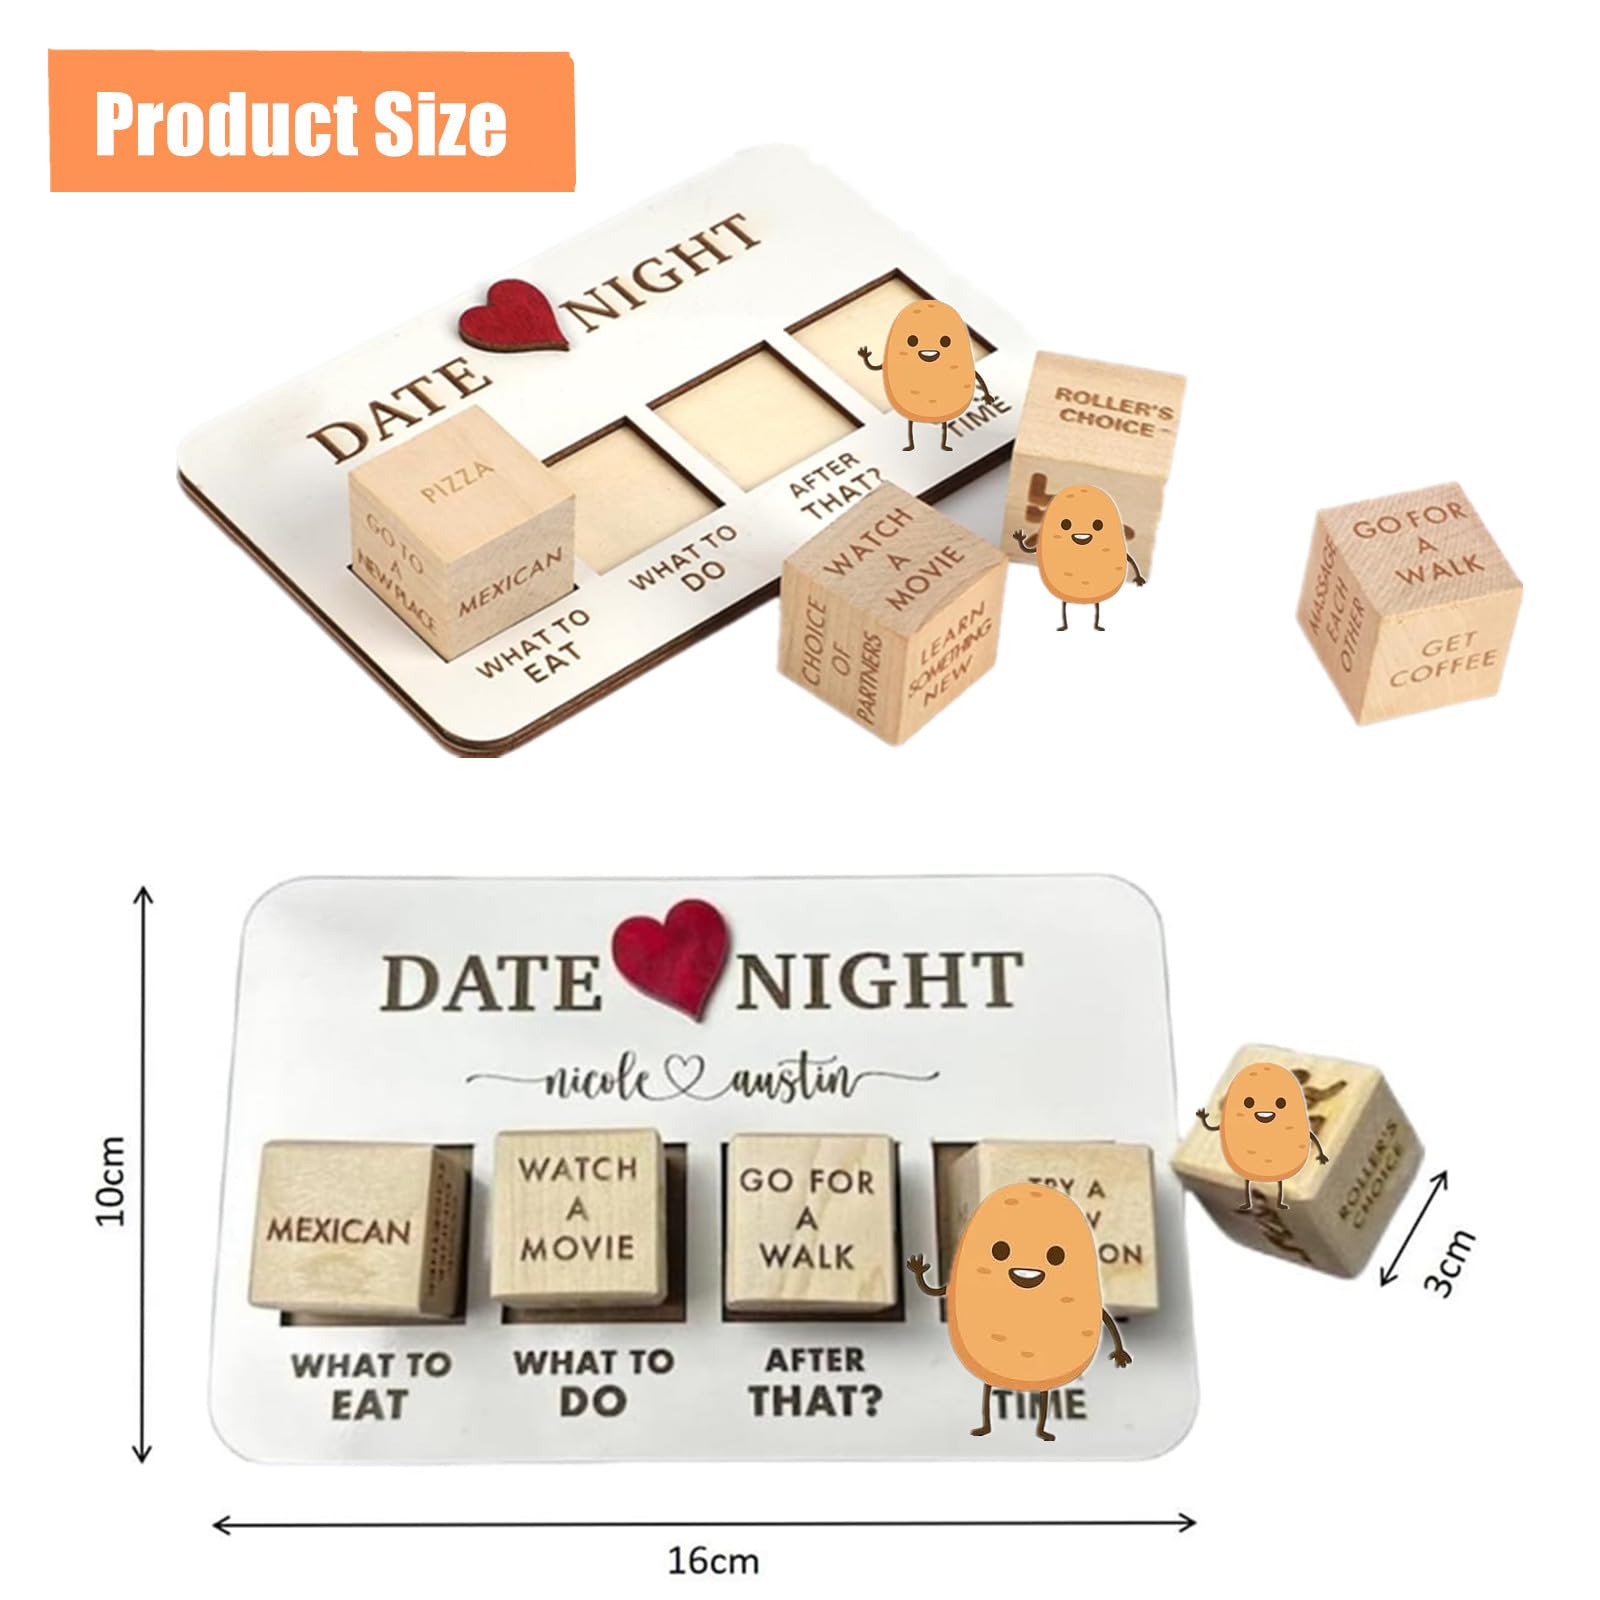 Product Size
DATE NIGHT
PIZZA
GO TO
A
NEW PLACE
MEXICAN
WHAT TO
EAT
WHAT TO
DO
AFTER
THAT?
TIME
WATCH
A
MOVIE
CHOICE
OF
PARTNERS
LEARN
SOMETHING
NEW
ROLLER'S
CHOICE
GO FOR
A
WALK
MASSAGE
EACH
OTHER
GET
COFFEE
DATE NIGHT
nicole austin
MEXICAN
WATCH
A
MOVIE
GO FOR
A
WALK
TRY A
WHAT TO
EAT
WHAT TO
DO
AFTER
THAT?
TIME
ROLLER'S
CHOICE
10cm
16cm
3cm